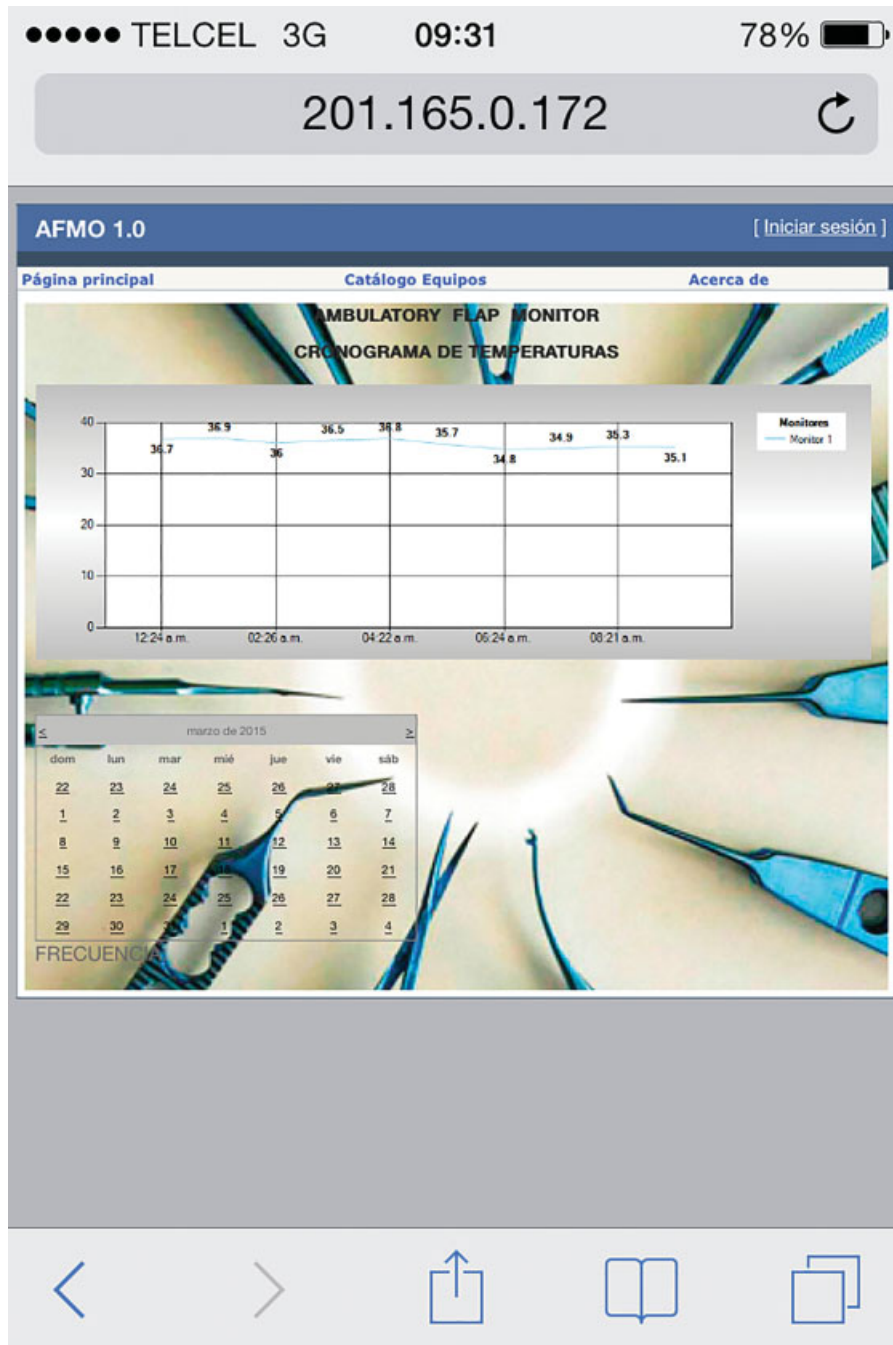 TELCEL 3G 09:31 78%
201.165.0.172
AFMO 1.0 [ Iniciar sesión ]
Página principal Catálogo Equipos Acerca de
AMBULATORY FLAP MONITOR
CRONOGRAMA DE TEMPERATURAS
40
30
20
10
0
36.7 36.9 36 36.5 36.8 35.7 34.8 34.9 35.3 35.1
12:24 a.m. 02:26 a.m. 04:22 a.m. 06:24 a.m. 08:21 a.m.
Monitores
Monitor 1
< marzo de 2015 >
dom lun mar mié jue vie sáb
22 23 24 25 26 27 28
1 2 3 4 5 6 7
8 9 10 11 12 13 14
15 16 17 18 19 20 21
22 23 24 25 26 27 28
29 30 31 1 2 3 4
FRECUENCIA